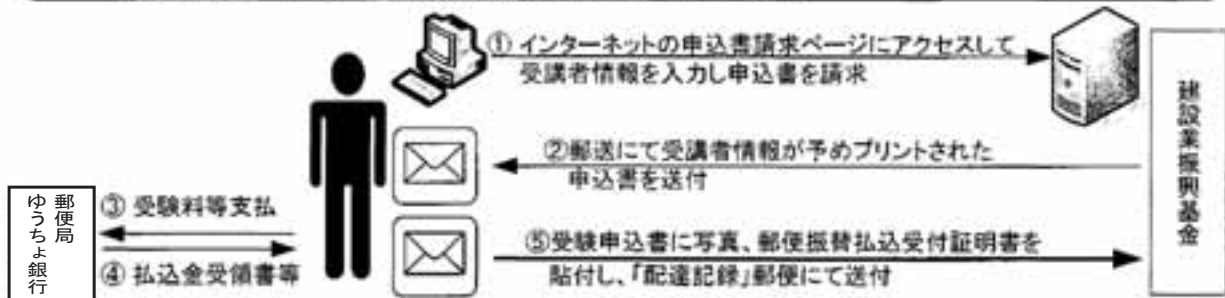 ① インターネットの申込書請求ページにアクセスして
受講者情報を入力し申込書を請求
②郵送にて受講者情報が予めプリントされた
申込書を送付
郵便局
ゆうちょ銀行
③ 受験料等支払
④ 払込金受領書等
⑤受験申込書に写真、郵便振替払込受付証明書を
貼付し、「配達記録」郵便にて送付
建設業振興基金